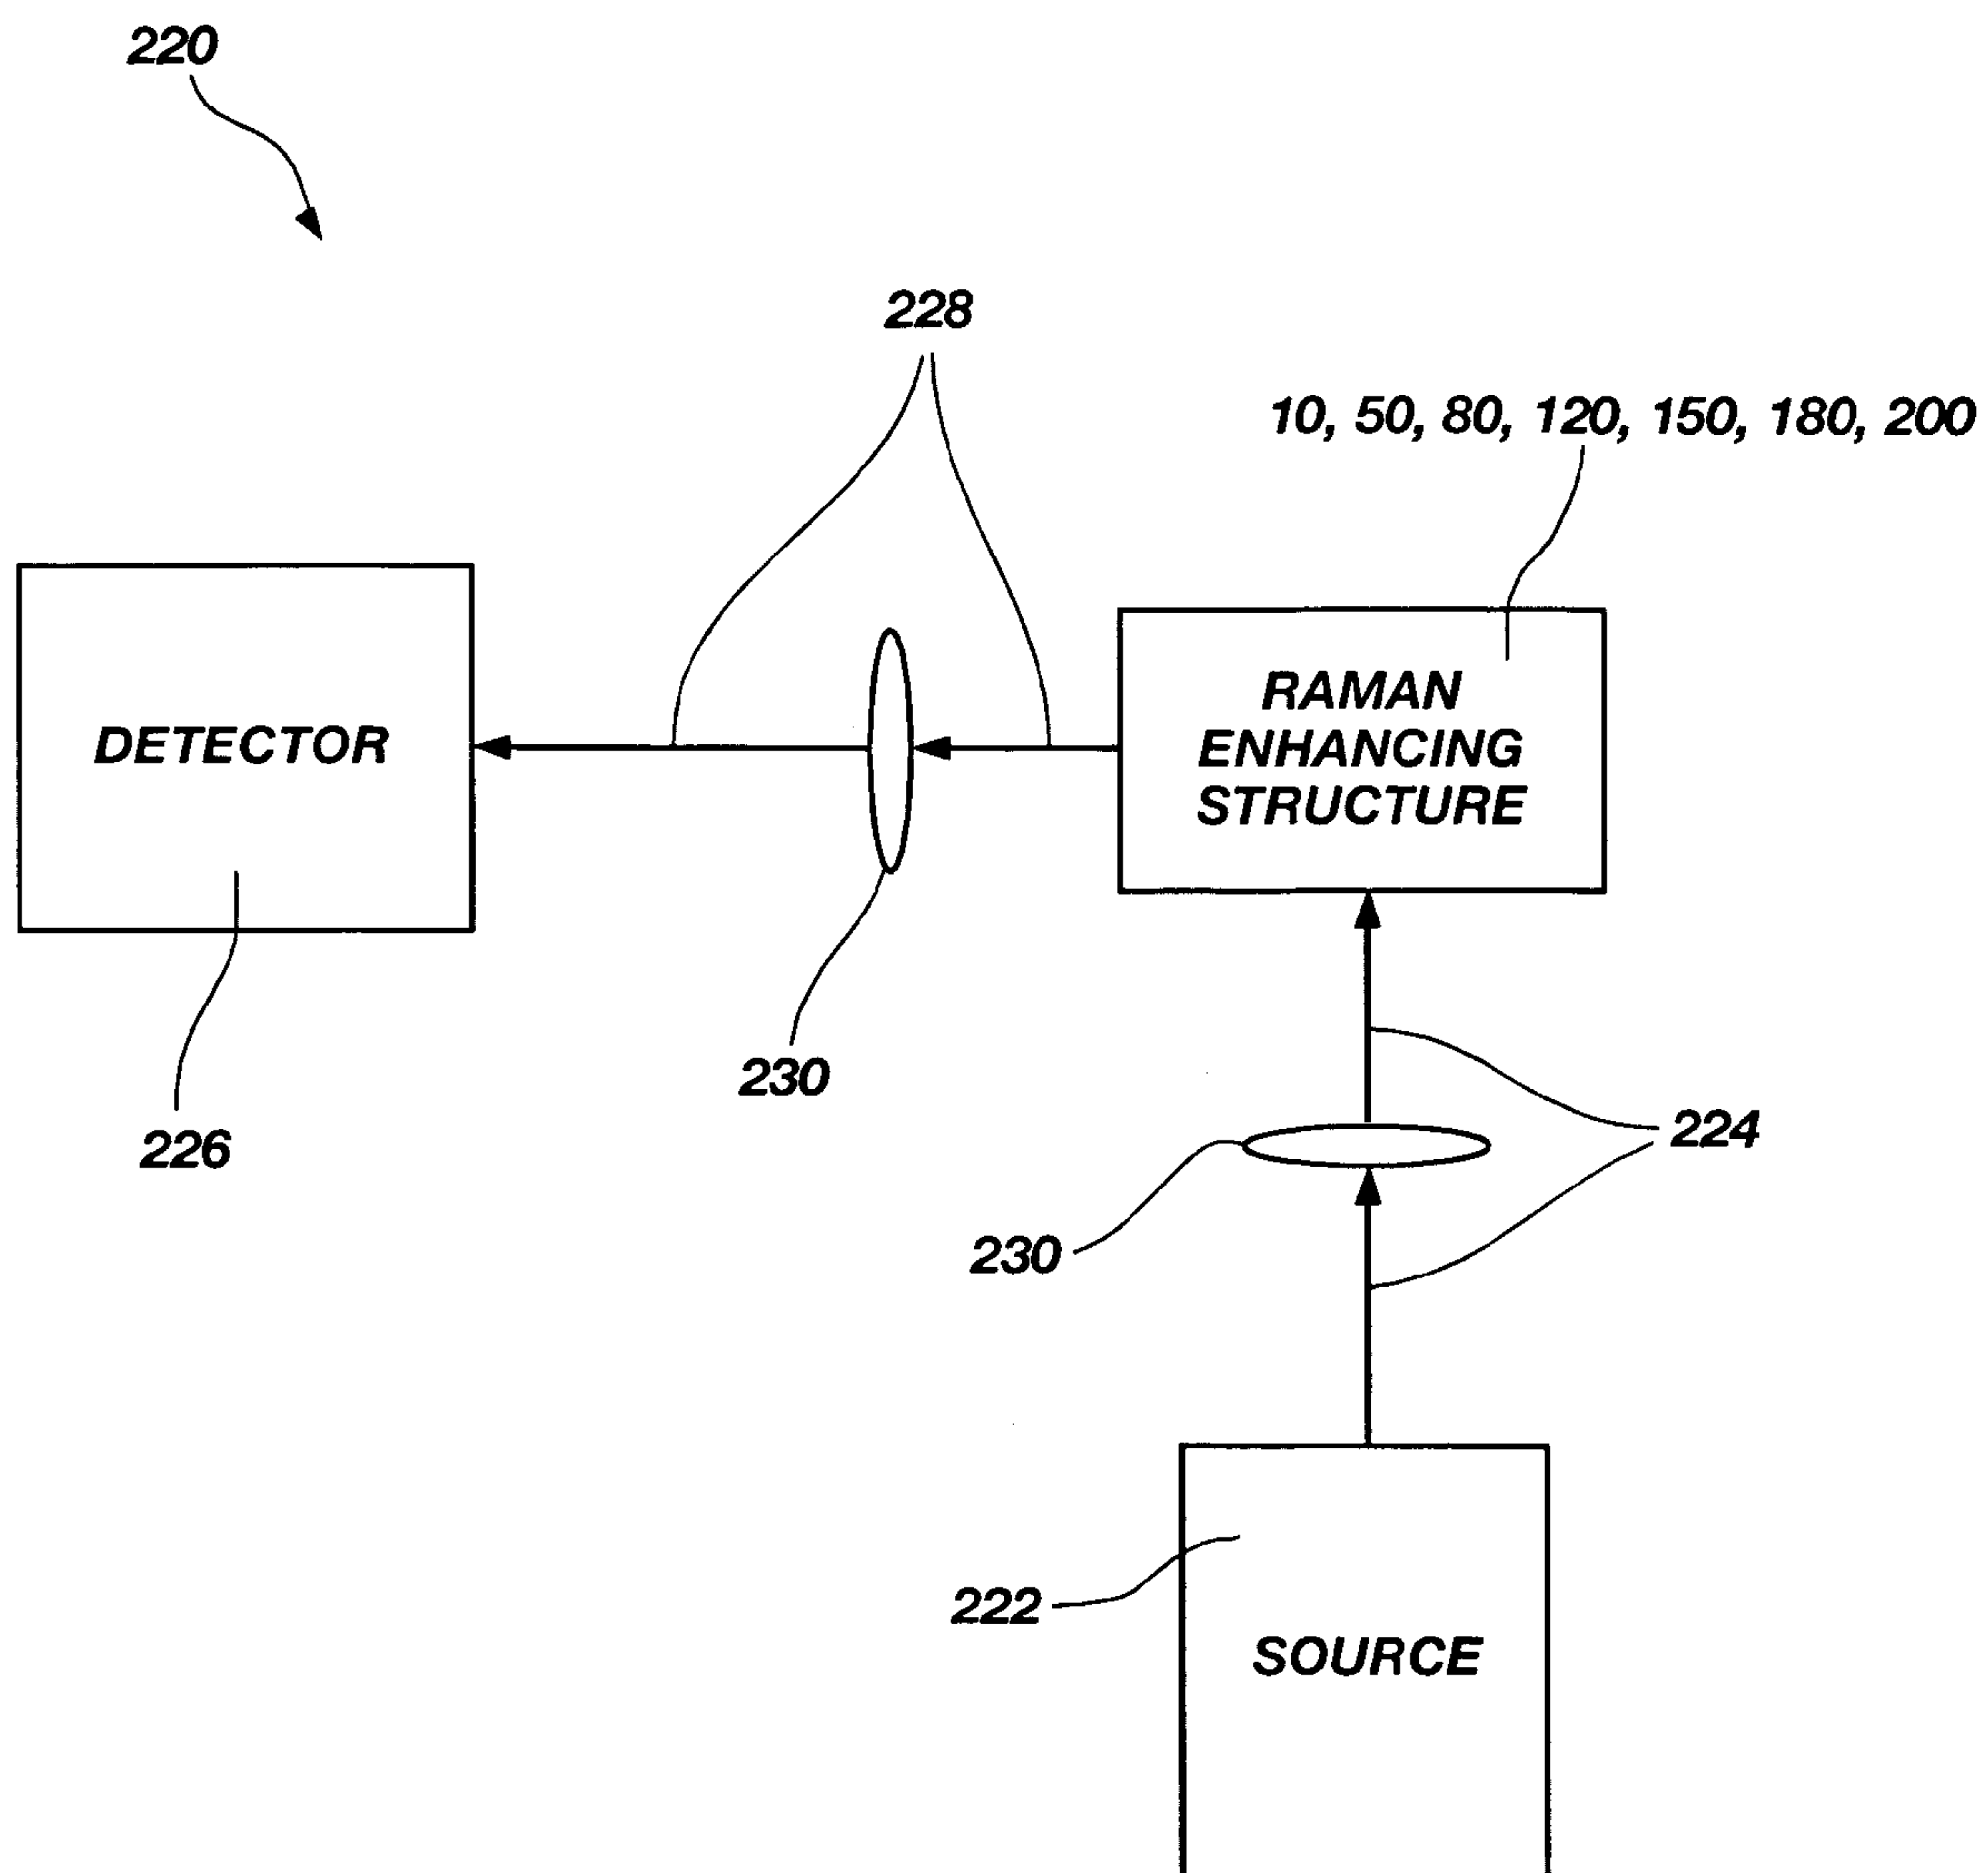 220
228
10, 50, 80, 120, 150, 180, 200
DETECTOR
RAMAN
ENHANCING
STRUCTURE
230
226
224
230
222
SOURCE